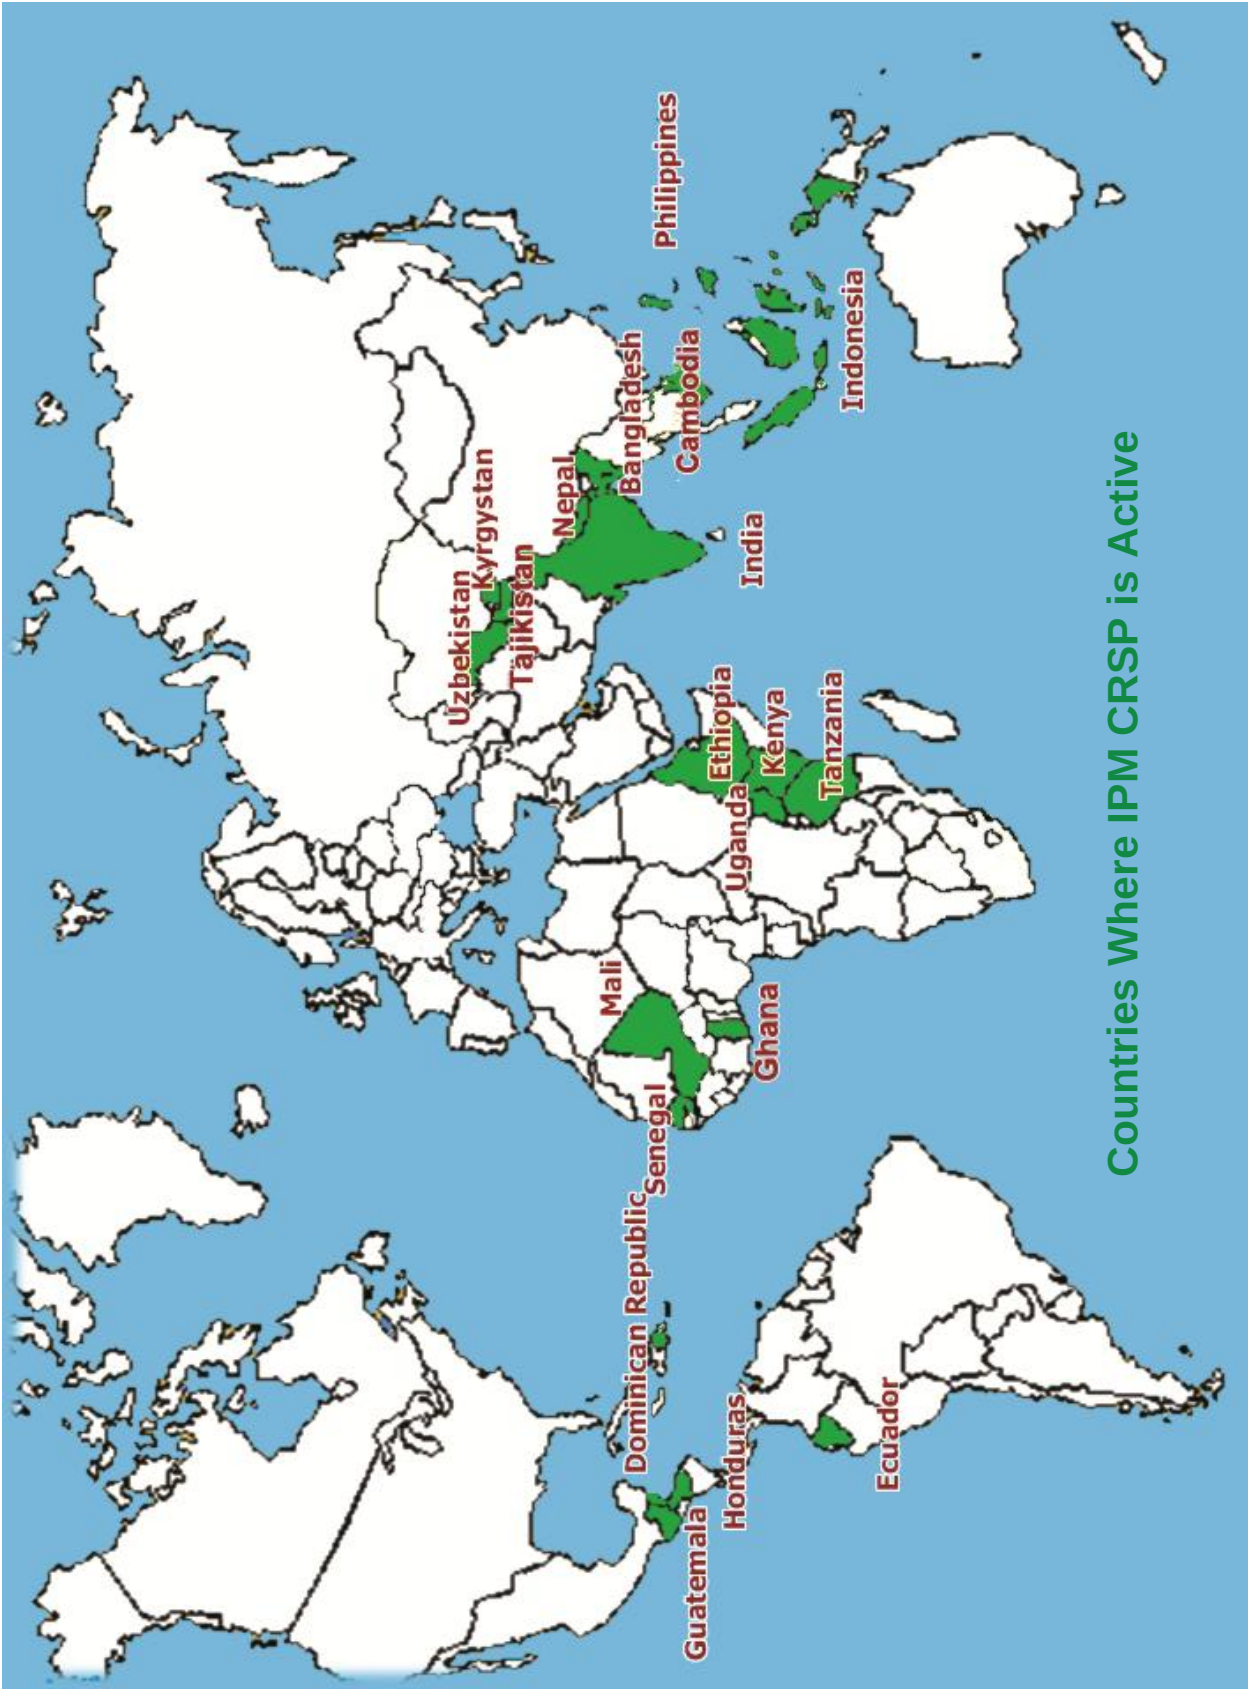 Uzbekistan
Kyrgystan
Tajikistan
Nepal
Bangladesh
Philippines
Cambodia
India
Indonesia
Mali
Senegal
Ghana
Ethiopia
Uganda
Kenya
Tanzania
Dominican Republic
Guatemala
Honduras
Ecuador
Countries Where IPM CRSP is Active